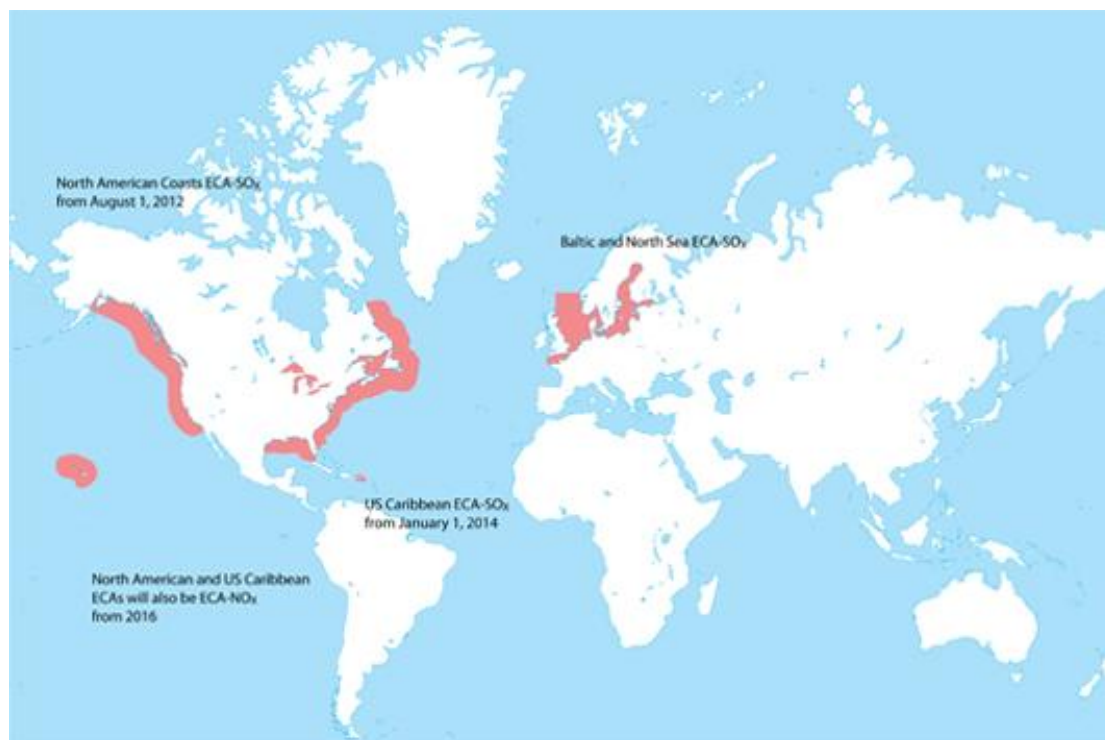 North American Coasts ECA-SOx
from August 1, 2012
Baltic and North Sea ECA-SOx
US Caribbean ECA-SOx
from January 1, 2014
North American and US Caribbean
ECAs will also be ECA-NOx
from 2016